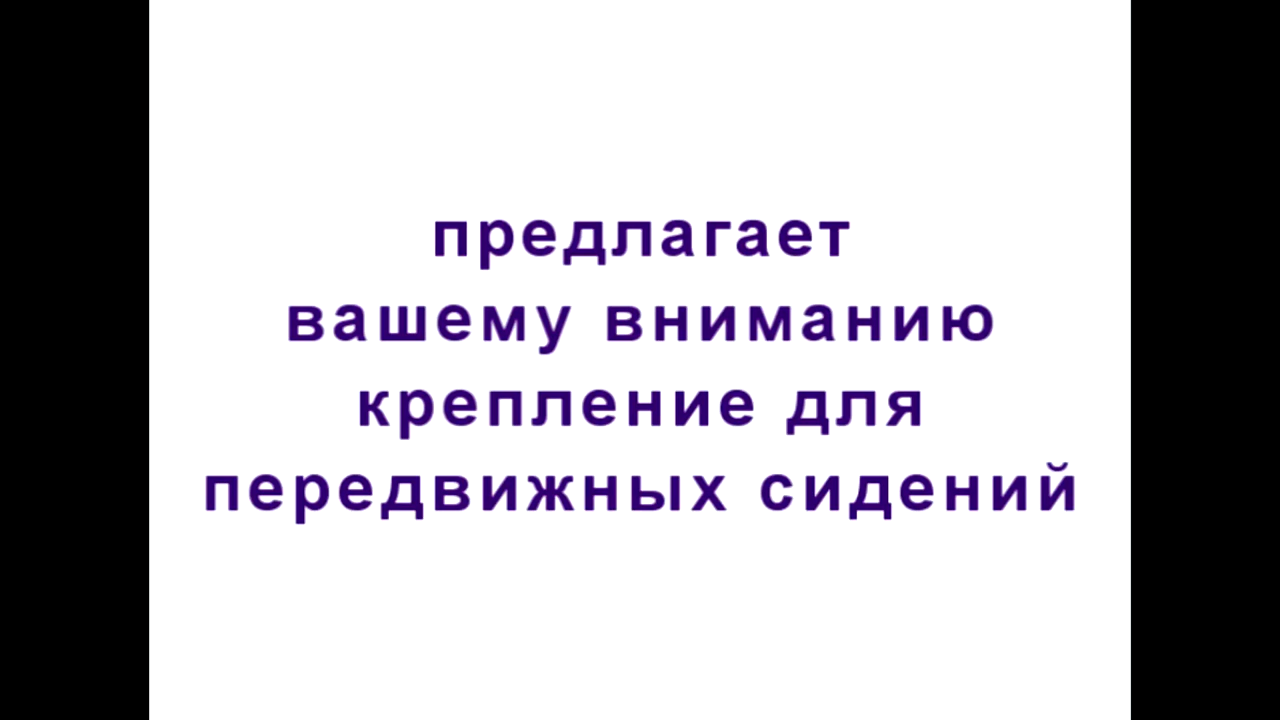 предлагает
вашему вниманию
крепление для
передвижных сидений